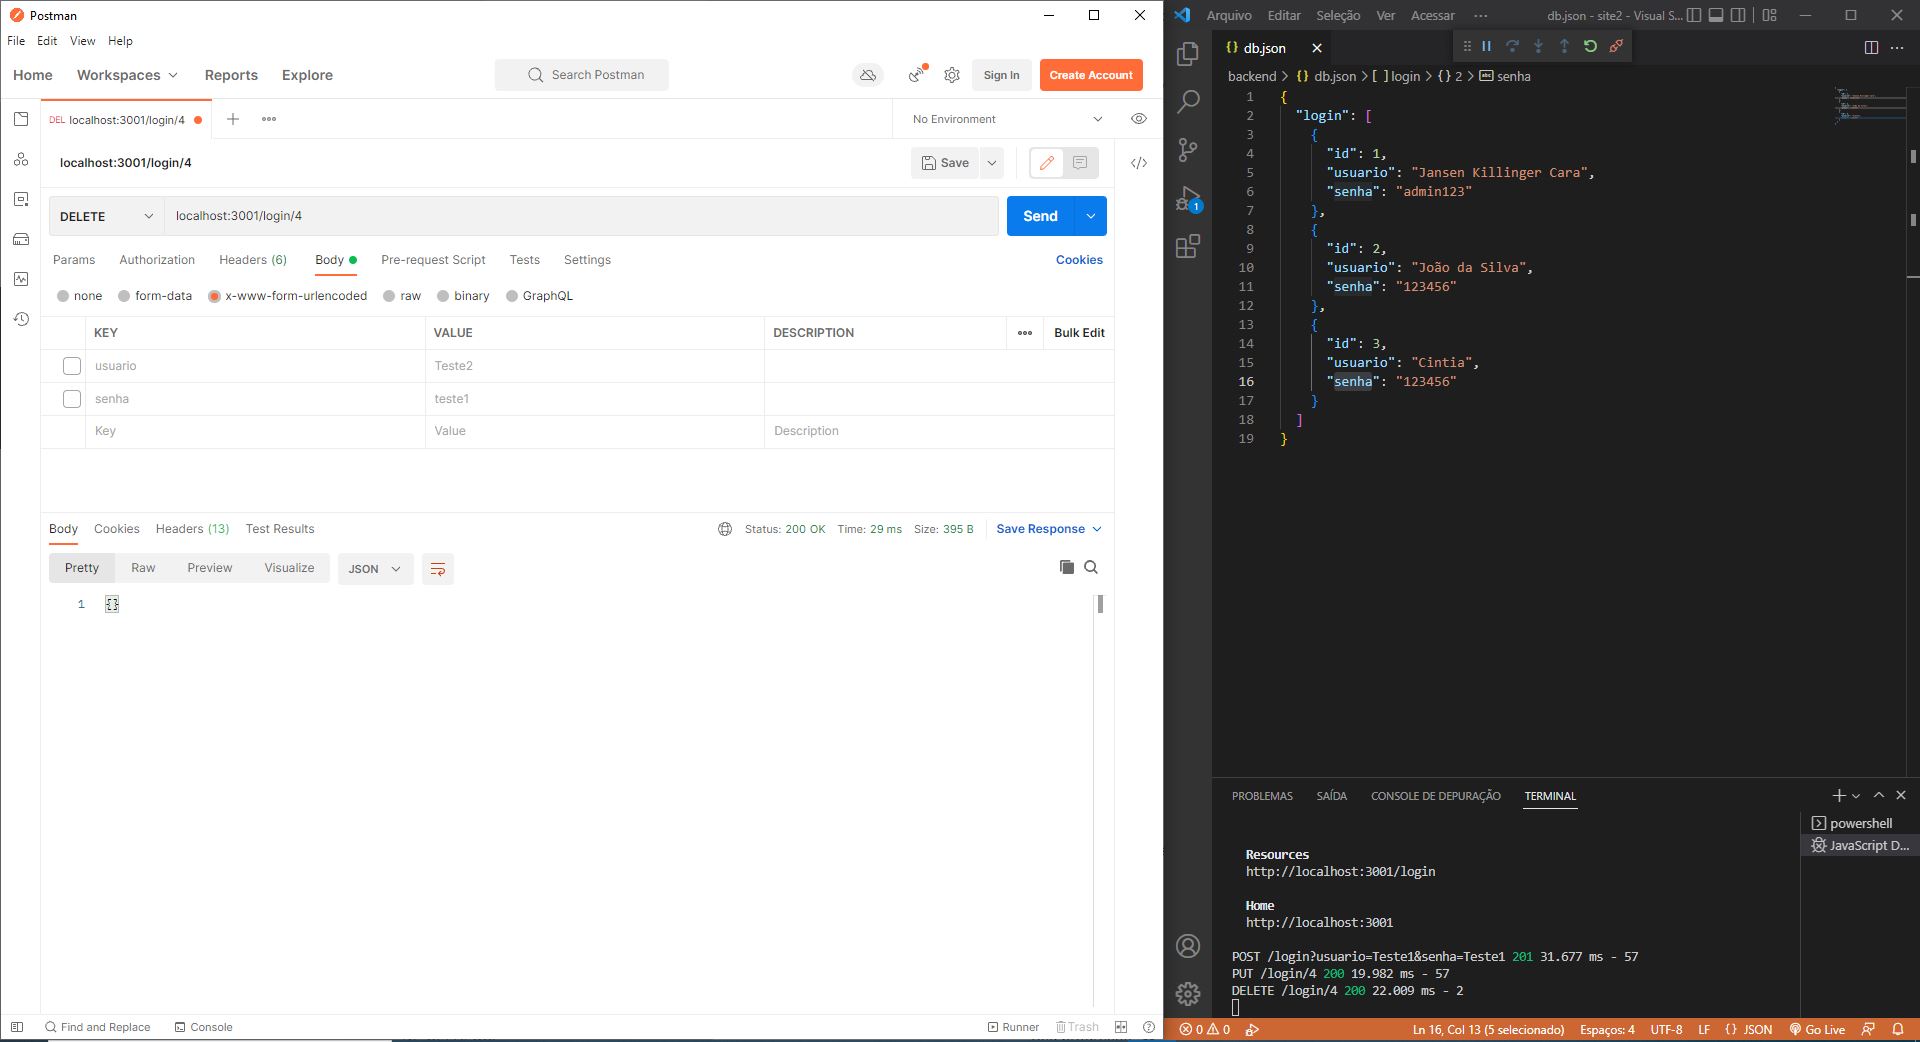 Postman
File Edit View Help
Home Workspaces Reports Explore
Search Postman
Sign In
Create Account
DEL localhost:3001/login/4
No Environment
localhost:3001/login/4
Save
DELETE
localhost:3001/login/4
Send
Params Authorization Headers (6) Body Pre-request Script Tests Settings
Cookies
none form-data x-www-form-urlencoded raw binary GraphQL
KEY VALUE DESCRIPTION ••• Bulk Edit
usuario Teste2
senha teste1
Key Value Description
Body Cookies Headers (13) Test Results
Status: 200 OK Time: 29 ms Size: 395 B Save Response
Pretty Raw Preview Visualize JSON
1 {}
Find and Replace Console
Runner Trash
Arquivo Editar Seleção Ver Acessar ···
db.json - site2 - Visual S...
{} db.json
backend > {} db.json > [ ] login > {} 2 > abc senha
1 {
2 "login": [
3 {
4 "id": 1,
5 "usuario": "Jansen Killinger Cara",
6 "senha": "admin123"
7 },
8 {
9 "id": 2,
10 "usuario": "João da Silva",
11 "senha": "123456"
12 },
13 {
14 "id": 3,
15 "usuario": "Cintia",
16 "senha": "123456"
17 }
18 ]
19 }
1
PROBLEMAS SAÍDA CONSOLE DE DEPURAÇÃO TERMINAL
powershell
JavaScript D...
Resources
http://localhost:3001/login
Home
http://localhost:3001
POST /login?usuario=Teste1&senha=Teste1 201 31.677 ms - 57
PUT /login/4 200 19.982 ms - 57
DELETE /login/4 200 22.009 ms - 2
0 0 Ln 16, Col 13 (5 selecionado) Espaços: 4 UTF-8 LF {} JSON Go Live